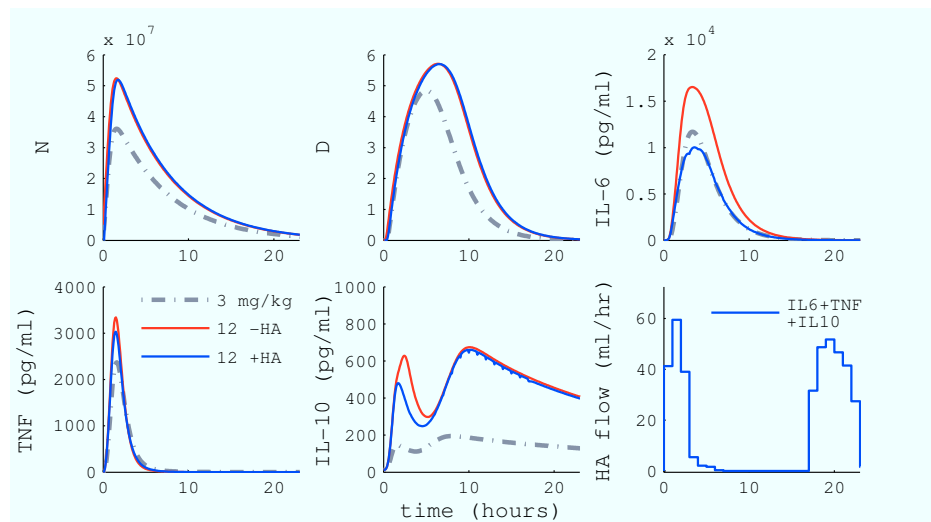 x 10^7
6
5
4
3
2
1
0
0 10 20
N
6
5
4
3
2
1
0
0 10 20
D
x 10^4
2
1.5
1
0.5
0
0 10 20
IL-6 (pg/ml)
4000
3000
2000
1000
0
0 10 20
TNF (pg/ml)
3 mg/kg
12 -HA
12 +HA
1000
800
600
400
200
0
0 10 20
IL-10 (pg/ml)
time (hours)
60
40
20
0
0 10 20
HA flow (ml/hr)
IL6+TNF
+IL10